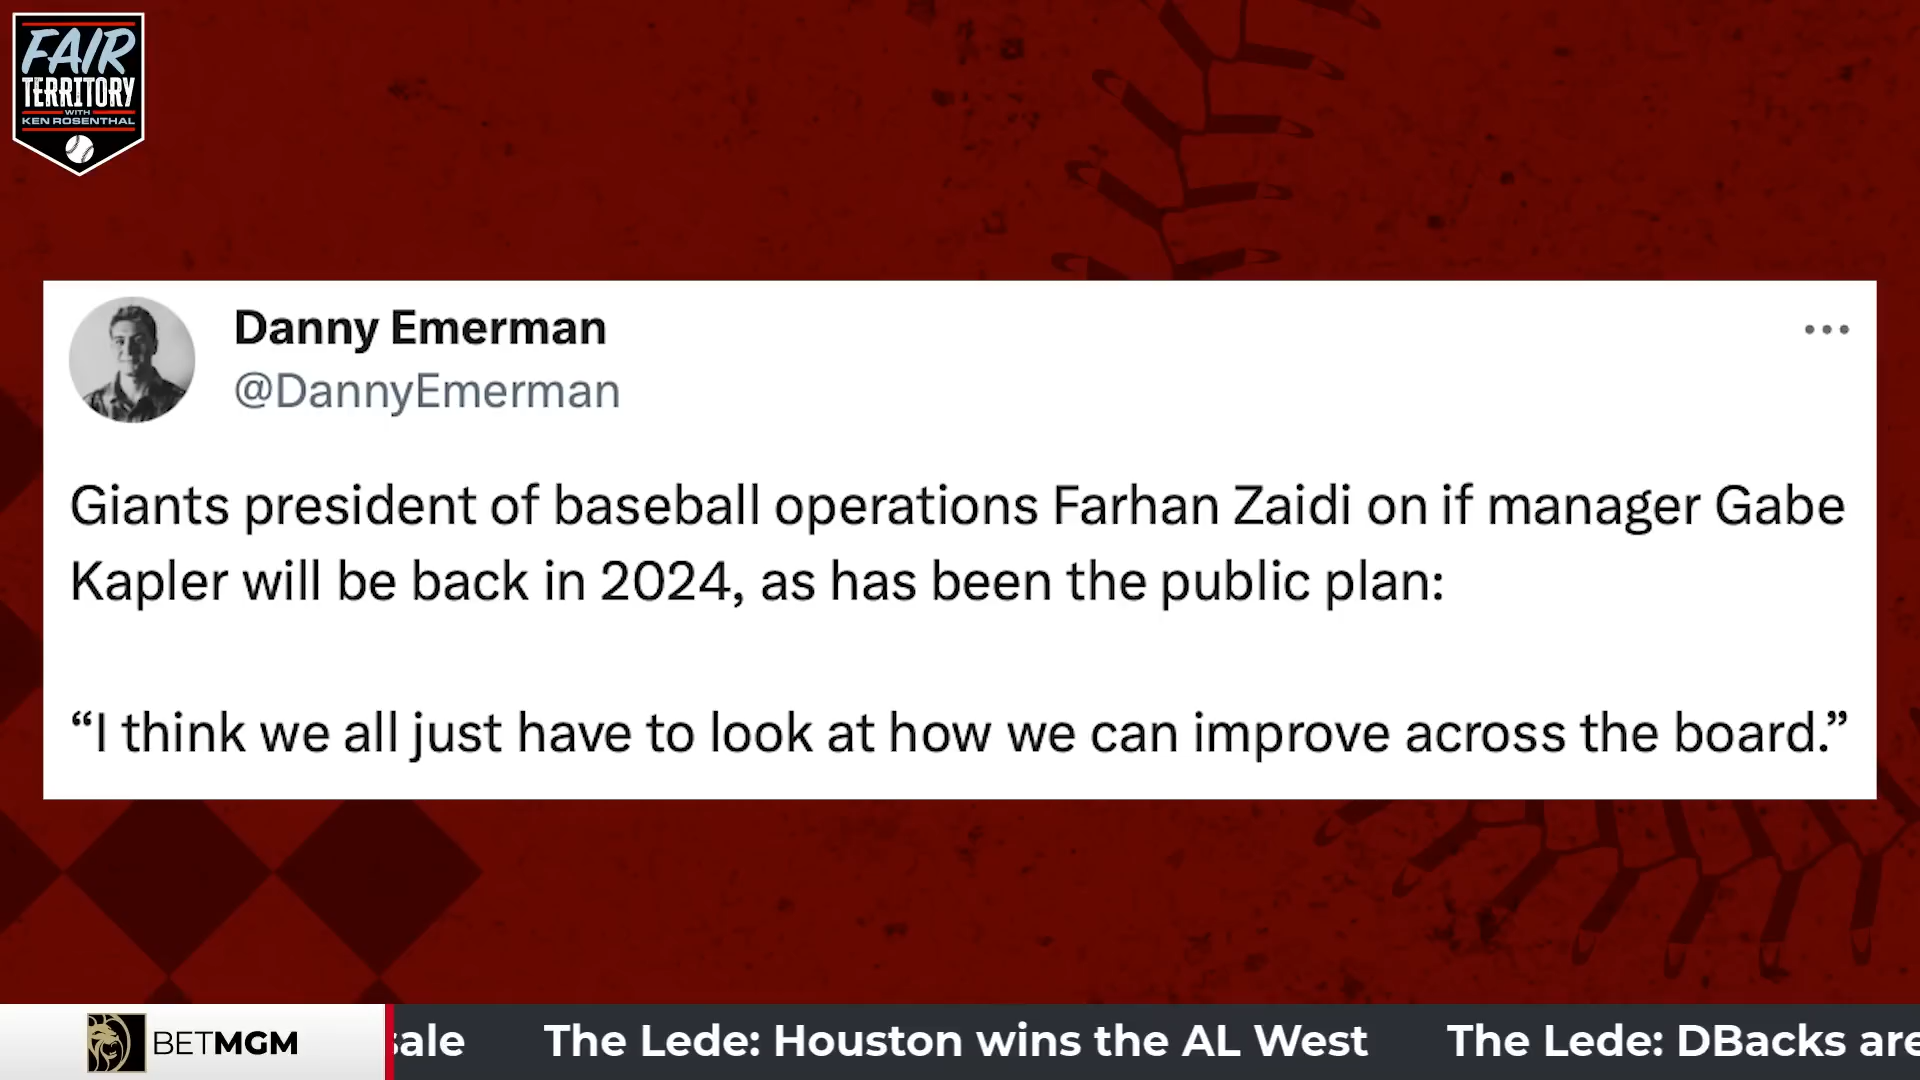 FAIR
TERRITORY
WITH
KEN ROSENTHAL
Danny Emerman
@DannyEmerman
Giants president of baseball operations Farhan Zaidi on if manager Gabe
Kapler will be back in 2024, as has been the public plan:
“I think we all just have to look at how we can improve across the board.”
BETMGM
sale The Lede: Houston wins the AL West The Lede: DBacks are